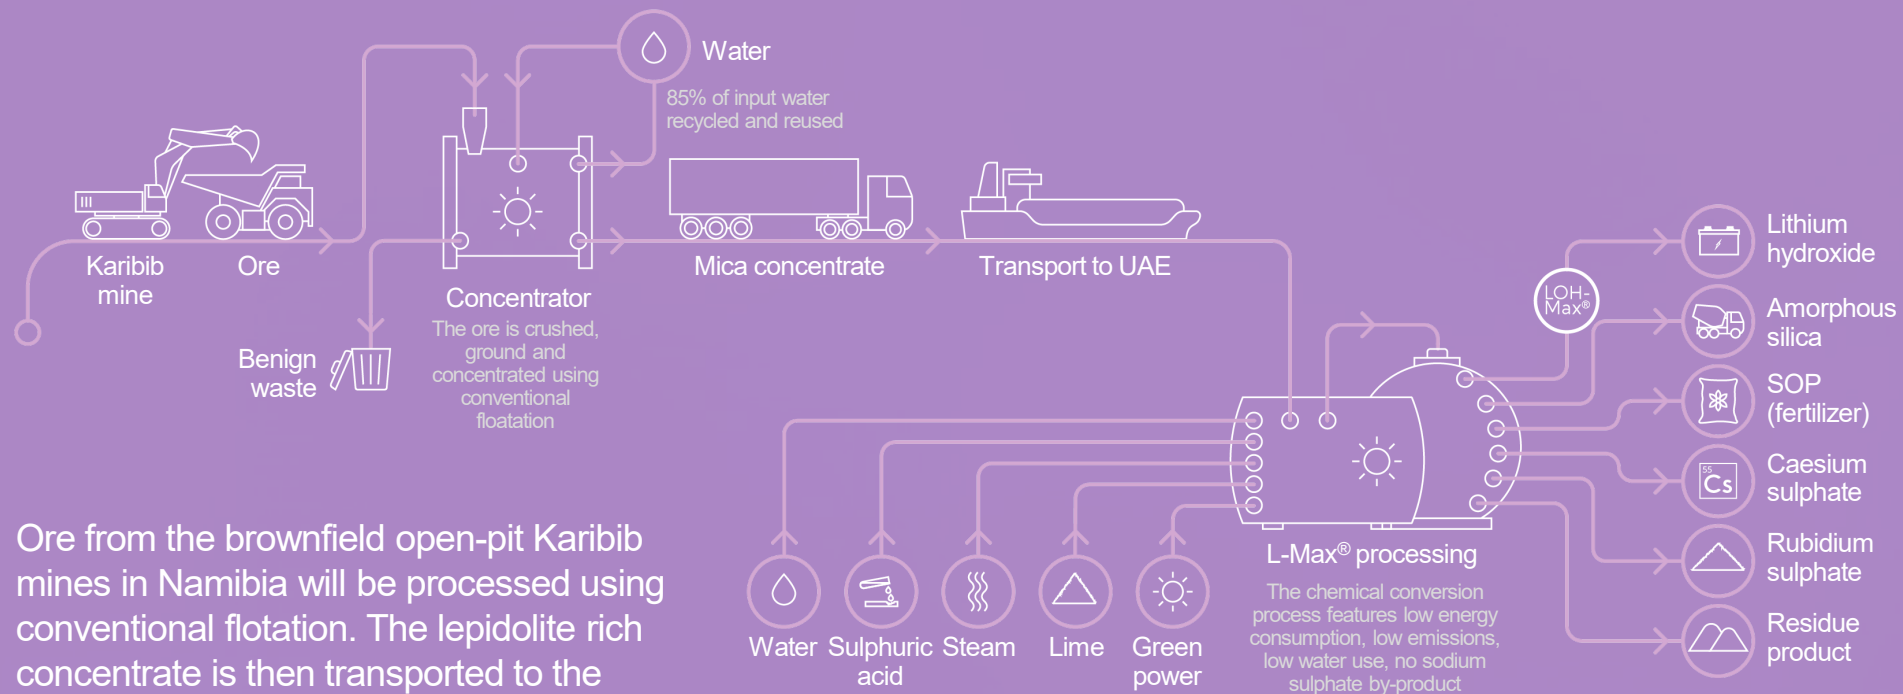 Water
85% of input water
recycled and reused
Karibib
mine
Ore
Concentrator
The ore is crushed,
ground and
concentrated using
conventional
floatation
Benign
waste
Mica concentrate
Transport to UAE
LOH-
Max®
Lithium
hydroxide
Amorphous
silica
SOP
(fertilizer)
55
Cs
Caesium
sulphate
Rubidium
sulphate
Residue
product
L-Max® processing
The chemical conversion
process features low energy
consumption, low emissions,
low water use, no sodium
sulphate by-product
Water
Sulphuric
acid
Steam
Lime
Green
power
Ore from the brownfield open-pit Karibib
mines in Namibia will be processed using
conventional flotation. The lepidolite rich
concentrate is then transported to the